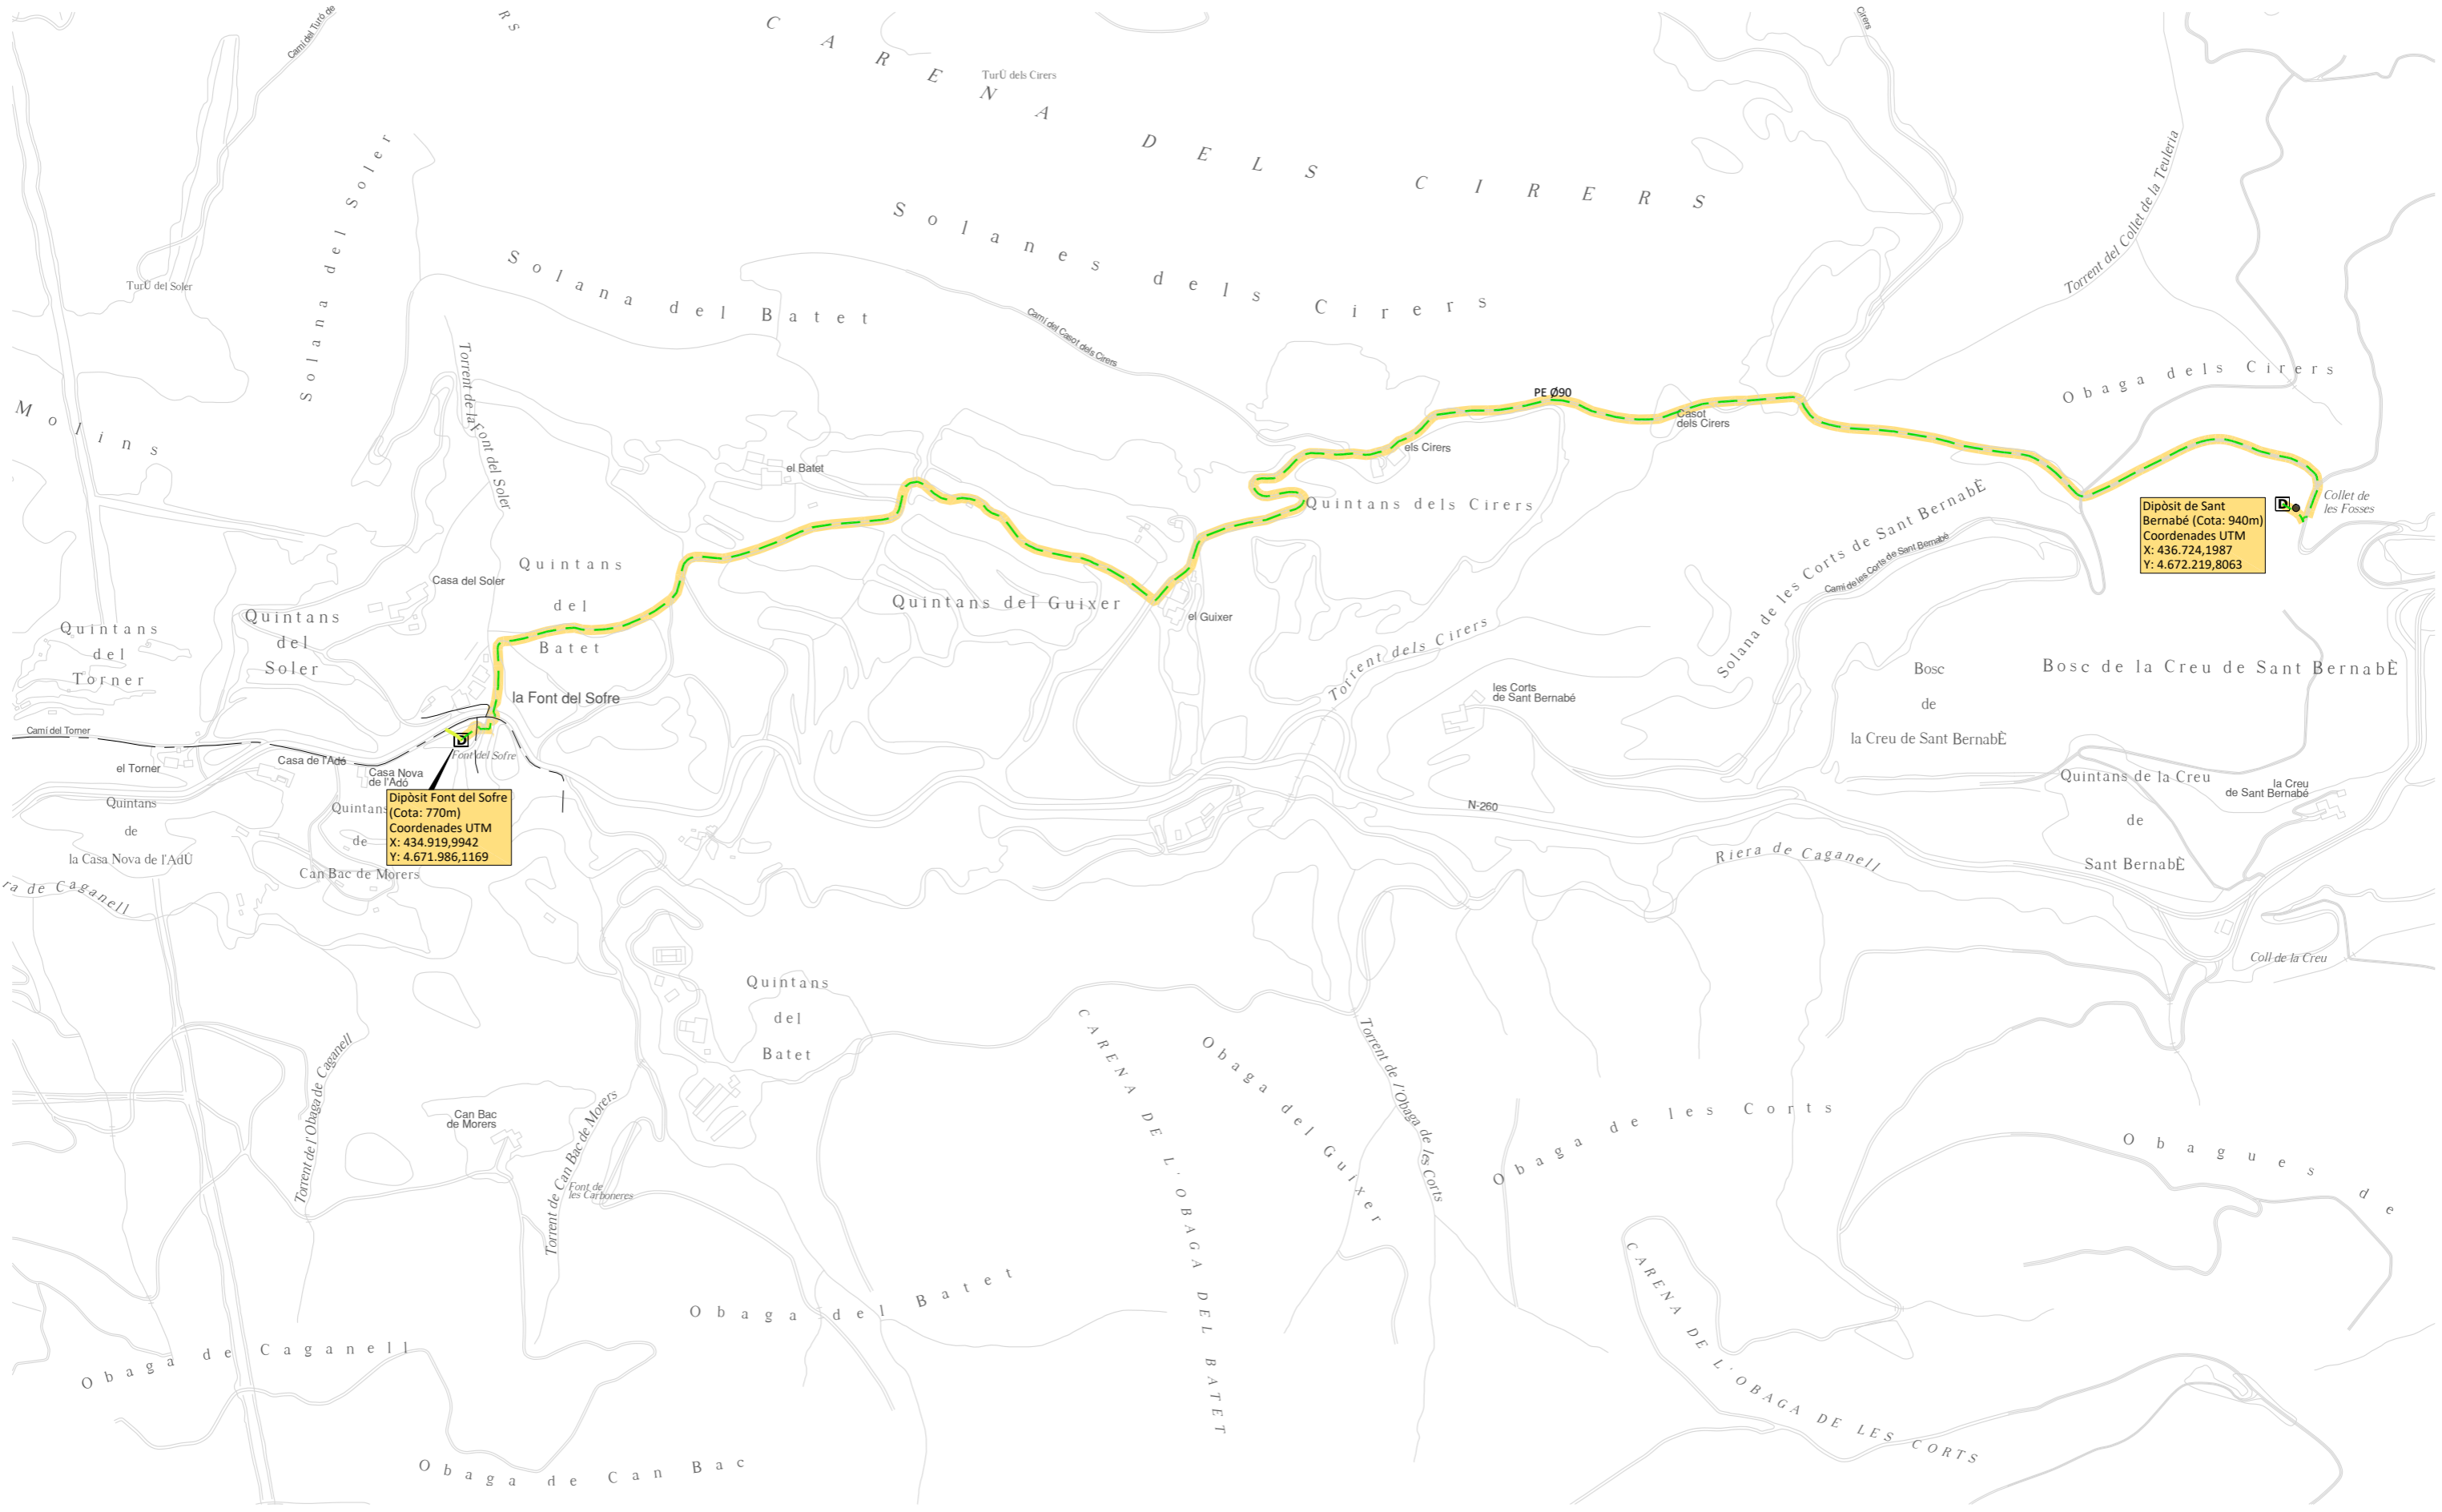 Camí del Turó de
RS
CARENA DELS CIRERS
TurÛ dels Cirers
Cirers
Solana del Soler
Solanes dels Cirers
Torrent del Collet de la Teuleria
TurÛ del Soler
Solana del Batet
Camí del Casot dels Cirers
Torrent de la Font del Soler
Obaga dels Cirers
PE Ø90
Casot
dels Cirers
Molins
els Cirers
el Batet
Quintans dels Cirers
Solana de les Corts de Sant BernabÈ
Camí de les Corts de Sant Bernabé
Dipòsit de Sant
Bernabé (Cota: 940m)
Coordenades UTM
X: 436.724,1987
Y: 4.672.219,8063
D
Collet de
les Fosses
Quintans
del
Batet
Casa del Soler
Quintans del Guixer
el Guixer
Quintans
del
Soler
Quintans
del
Torner
Torrent dels Cirers
Bosc
de
la Creu de Sant BernabÈ
Bosc de la Creu de Sant BernabÈ
la Font del Sofre
les Corts
de Sant Bernabé
Camí del Torner
D
Font del Sofre
el Torner
Casa de l'Adó
Casa Nova
de l'Adó
Dipòsit Font del Sofre
(Cota: 770m)
Coordenades UTM
X: 434.919,9942
Y: 4.671.986,1169
Quintans
de
la Casa Nova de l'AdÛ
Quintans
de
Can Bac de Morers
N-260
Quintans de la Creu
de
Sant BernabÈ
la Creu
de Sant Bernabé
Riera de Caganell
ra de Caganell
Coll de la Creu
Quintans
del
Batet
CARENA DE L'OBAGA DEL BATET
Obaga del Guixer
Torrent de l'Obaga de les Corts
Torrent de l'Obaga de Caganell
Can Bac
de Morers
Torrent de Can Bac de Morers
Font de
les Carboneres
Obaga de les Corts
Obagues de
CARENA DE L'OBAGA DE LES CORTS
Obaga del Batet
Obaga de Caganell
Obaga de Can Bac